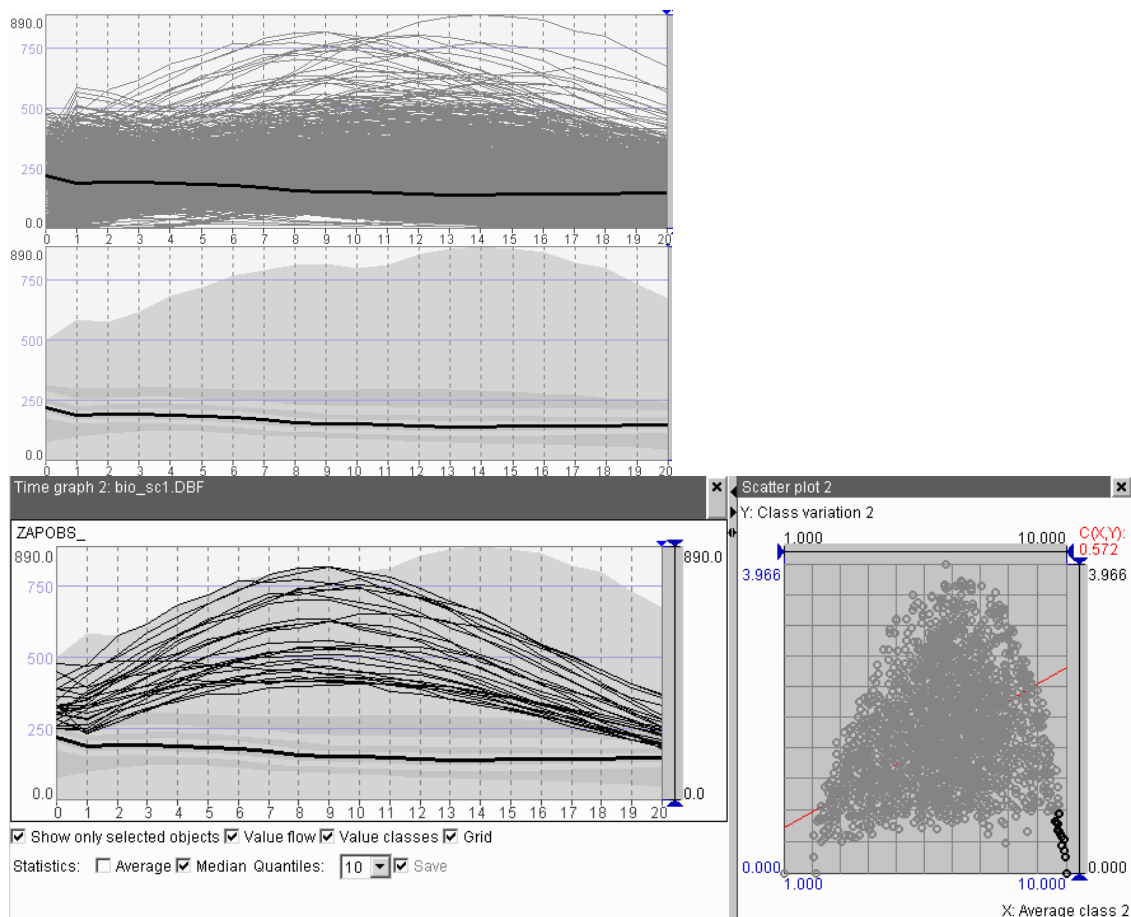 890.0
750
500
250
0.0
0 1 2 3 4 5 6 7 8 9 10 11 12 13 14 15 16 17 18 19 20
890.0
750
500
250
0.0
0 1 2 3 4 5 6 7 8 9 10 11 12 13 14 15 16 17 18 19 20
Time graph 2: bio_sc1.DBF
ZAPOBS_
890.0 890.0
750
500
250
0.0 0.0
0 1 2 3 4 5 6 7 8 9 10 11 12 13 14 15 16 17 18 19 20
Show only selected objects Value flow Value classes Grid
Statistics: Average Median Quantiles: 10 Save
Scatter plot 2
Y: Class variation 2
C(X,Y):
1.000 10.000 0.572
3.966 3.966
0.000 0.000
1.000 10.000
X: Average class 2